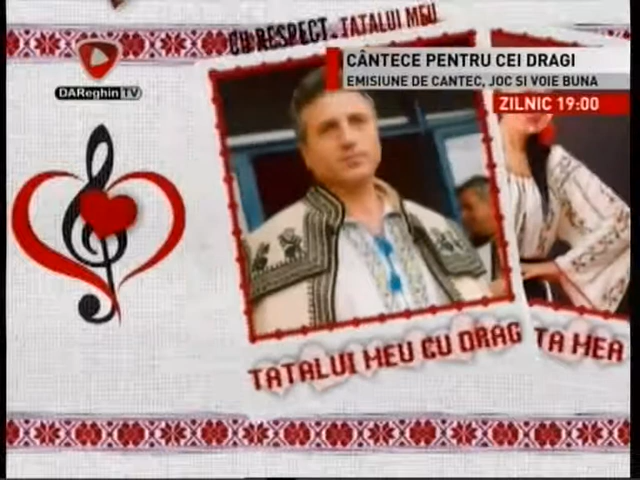 CU RESPECT, TATALUI MEU
CÂNTECE PENTRU CEI DRAGI
EMISIUNE DE CANTEC, JOC SI VOIE BUNA
DAReghin TV
ZILNIC 19:00
TATALUI MEU CU DRAG
TA MEA